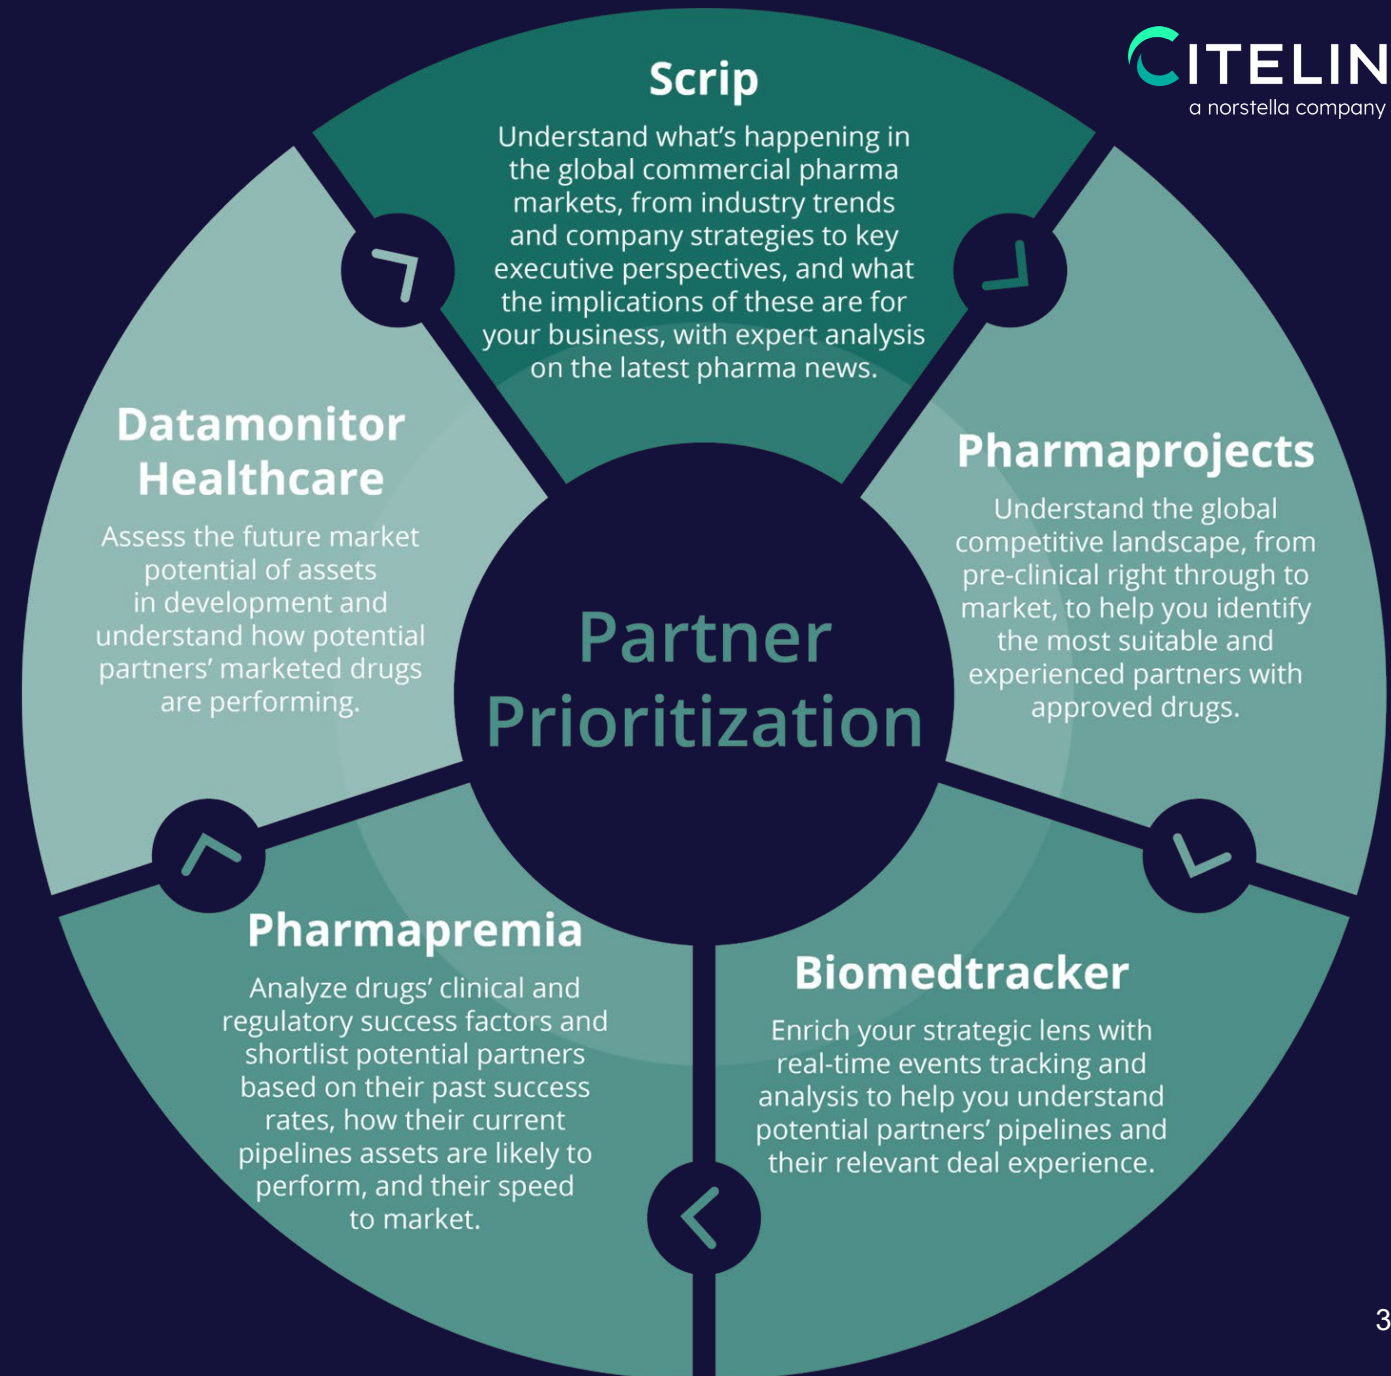 CITELIN
a norstella company
Scrip
Understand what's happening in
the global commercial pharma
markets, from industry trends
and company strategies to key
executive perspectives, and what
the implications of these are for
your business, with expert analysis
on the latest pharma news.
Pharmaprojects
Understand the global
competitive landscape, from
pre-clinical right through to
market, to help you identify
the most suitable and
experienced partners with
approved drugs.
Biomedtracker
Enrich your strategic lens with
real-time events tracking and
analysis to help you understand
potential partners' pipelines and
their relevant deal experience.
Pharmapremia
Analyze drugs' clinical and
regulatory success factors and
shortlist potential partners
based on their past success
rates, how their current
pipelines assets are likely to
perform, and their speed
to market.
Datamonitor
Healthcare
Assess the future market
potential of assets
in development and
understand how potential
partners' marketed drugs
are performing.
Partner
Prioritization
3